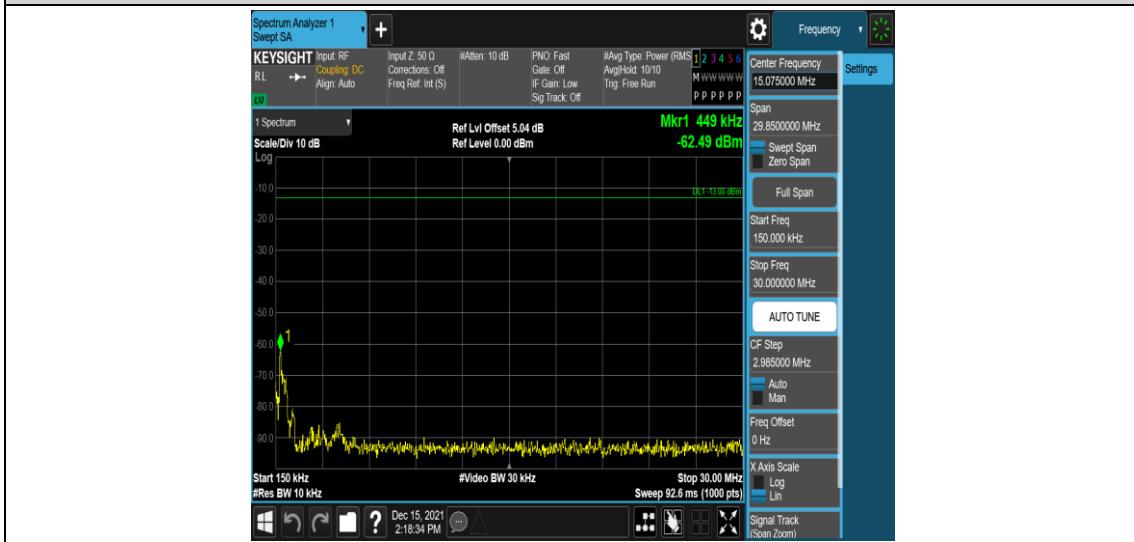 Spectrum Analyzer 1
Swept SA
+
Frequency
KEYSIGHT
RL
LXI
Input: RF
Coupling: DC
Align: Auto
Input Z: 50 Ω
Corrections: Off
Freq Ref: Int (S)
#Atten: 10 dB
PNO: Fast
Gate: Off
IF Gain: Low
Sig Track: Off
#Avg Type: Power (RMS
Avg|Hold: 10/10
Trig: Free Run
1 2 3 4 5 6
M W W W W W
P P P P P P
1 Spectrum
Scale/Div 10 dB
Log
Ref Lvl Offset 5.04 dB
Ref Level 0.00 dBm
Mkr1 449 kHz
-62.49 dBm
DL1 -13.00 dBm
-10.0
-20.0
-30.0
-40.0
-50.0
-60.0
1
-70.0
-80.0
-90.0
Start 150 kHz
#Res BW 10 kHz
#Video BW 30 kHz
Stop 30.00 MHz
Sweep 92.6 ms (1000 pts)
Center Frequency
15.075000 MHz
Settings
Span
29.8500000 MHz
Swept Span
Zero Span
Full Span
Start Freq
150.000 kHz
Stop Freq
30.000000 MHz
AUTO TUNE
CF Step
2.985000 MHz
Auto
Man
Freq Offset
0 Hz
X Axis Scale
Log
Lin
Signal Track
(Span Zoom)
?
Dec 15, 2021
2:18:34 PM